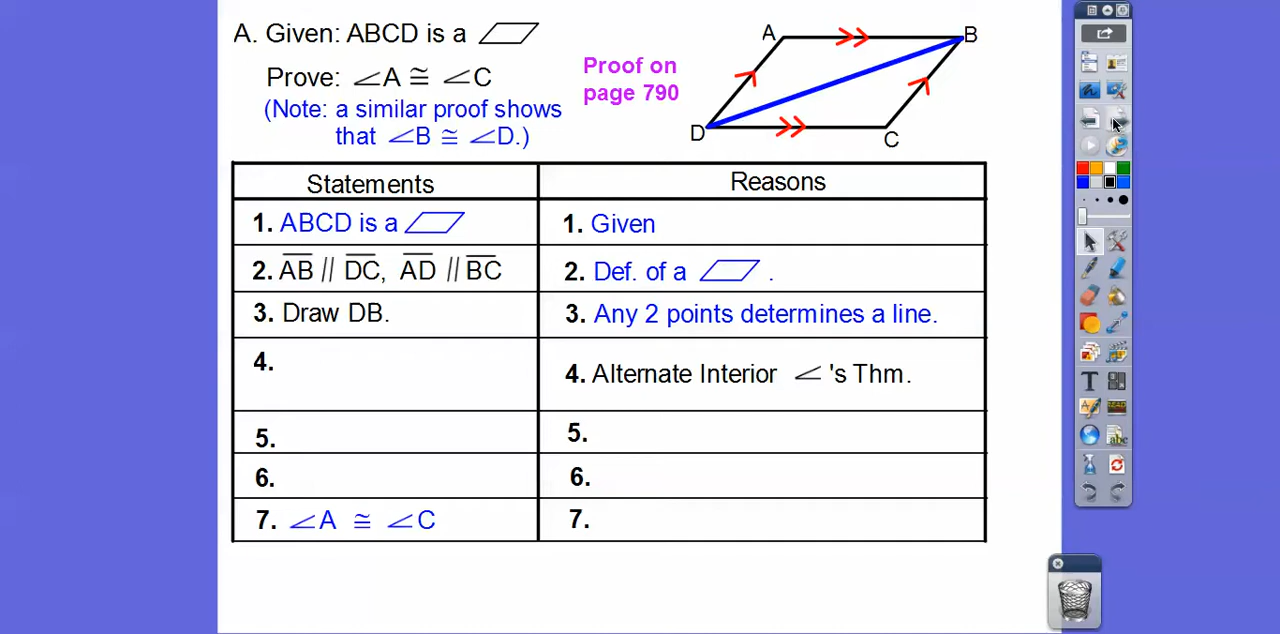 A. Given: ABCD is a
Prove: ∠A ≅ ∠C
(Note: a similar proof shows
that ∠B ≅ ∠D.)
Proof on
page 790
A
B
D
C
Statements
Reasons
1. ABCD is a
1. Given
2. AB // DC, AD // BC
2. Def. of a .
3. Draw DB.
3. Any 2 points determines a line.
4.
4. Alternate Interior ∠ 's Thm.
5.
5.
6.
6.
7. ∠A ≅ ∠C
7.
T
abc